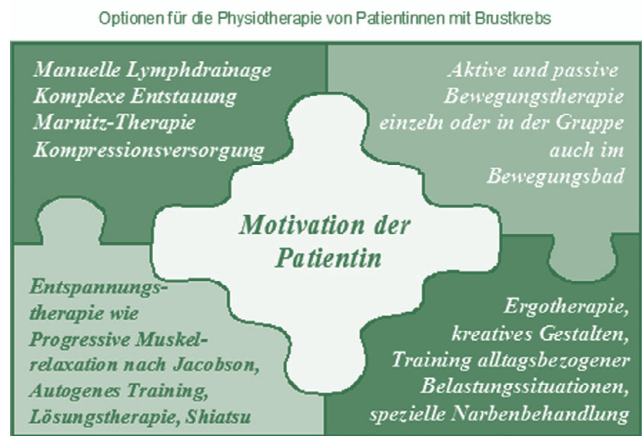 Optionen für die Physiotherapie von Patientinnen mit Brustkrebs
Manuelle Lymphdrainage
Komplexe Entstauung
Marnitz-Therapie
Kompressionsversorgung
Aktive und passive
Bewegungstherapie
einzeln oder in der Gruppe
auch im
Bewegungsbad
Motivation der
Patientin
Entspannungs-
therapie wie
Progressive Muskel-
relaxation nach Jacobson,
Autogenes Training,
Lösungstherapie, Shiatsu
Ergotherapie,
kreatives Gestalten,
Training alltagsbezogener
Belastungssituationen,
spezielle Narbenbehandlung